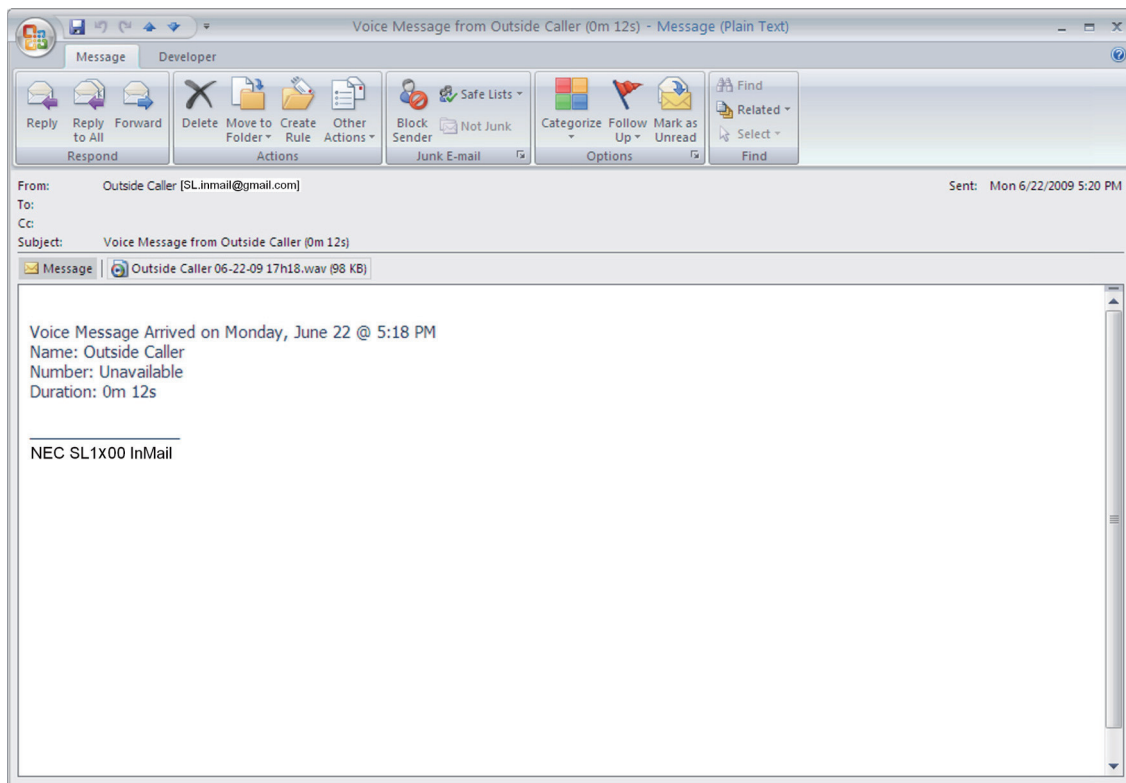 Voice Message from Outside Caller (0m 12s) - Message (Plain Text)
Message Developer
Reply Reply to All Forward
Respond
Delete Move to Folder Create Rule Other Actions
Actions
Block Sender Safe Lists Not Junk
Junk E-mail
Categorize Follow Up Mark as Unread
Options
Find Related Select
Find
From: Outside Caller [SL.inmail@gmail.com] Sent: Mon 6/22/2009 5:20 PM
To:
Cc:
Subject: Voice Message from Outside Caller (0m 12s)
Message Outside Caller 06-22-09 17h18.wav (98 KB)
Voice Message Arrived on Monday, June 22 @ 5:18 PM
Name: Outside Caller
Number: Unavailable
Duration: 0m 12s
NEC SL1X00 InMail